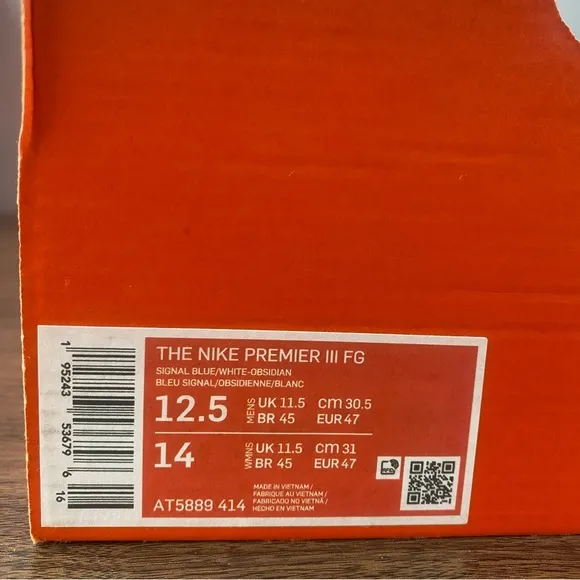 1 95243 53679 6 16
THE NIKE PREMIER III FG
SIGNAL BLUE/WHITE-OBSIDIAN
BLEU SIGNAL/OBSIDIENNE/BLANC
12.5 MENS UK 11.5 cm 30.5
BR 45 EUR 47
14 WMNS UK 11.5 cm 31
BR 45 EUR 47
MADE IN VIETNAM /
FABRIQUE AU VIETNAM /
FABRICADO NO VIETNÃ /
HECHO EN VIETNAM
AT5889 414